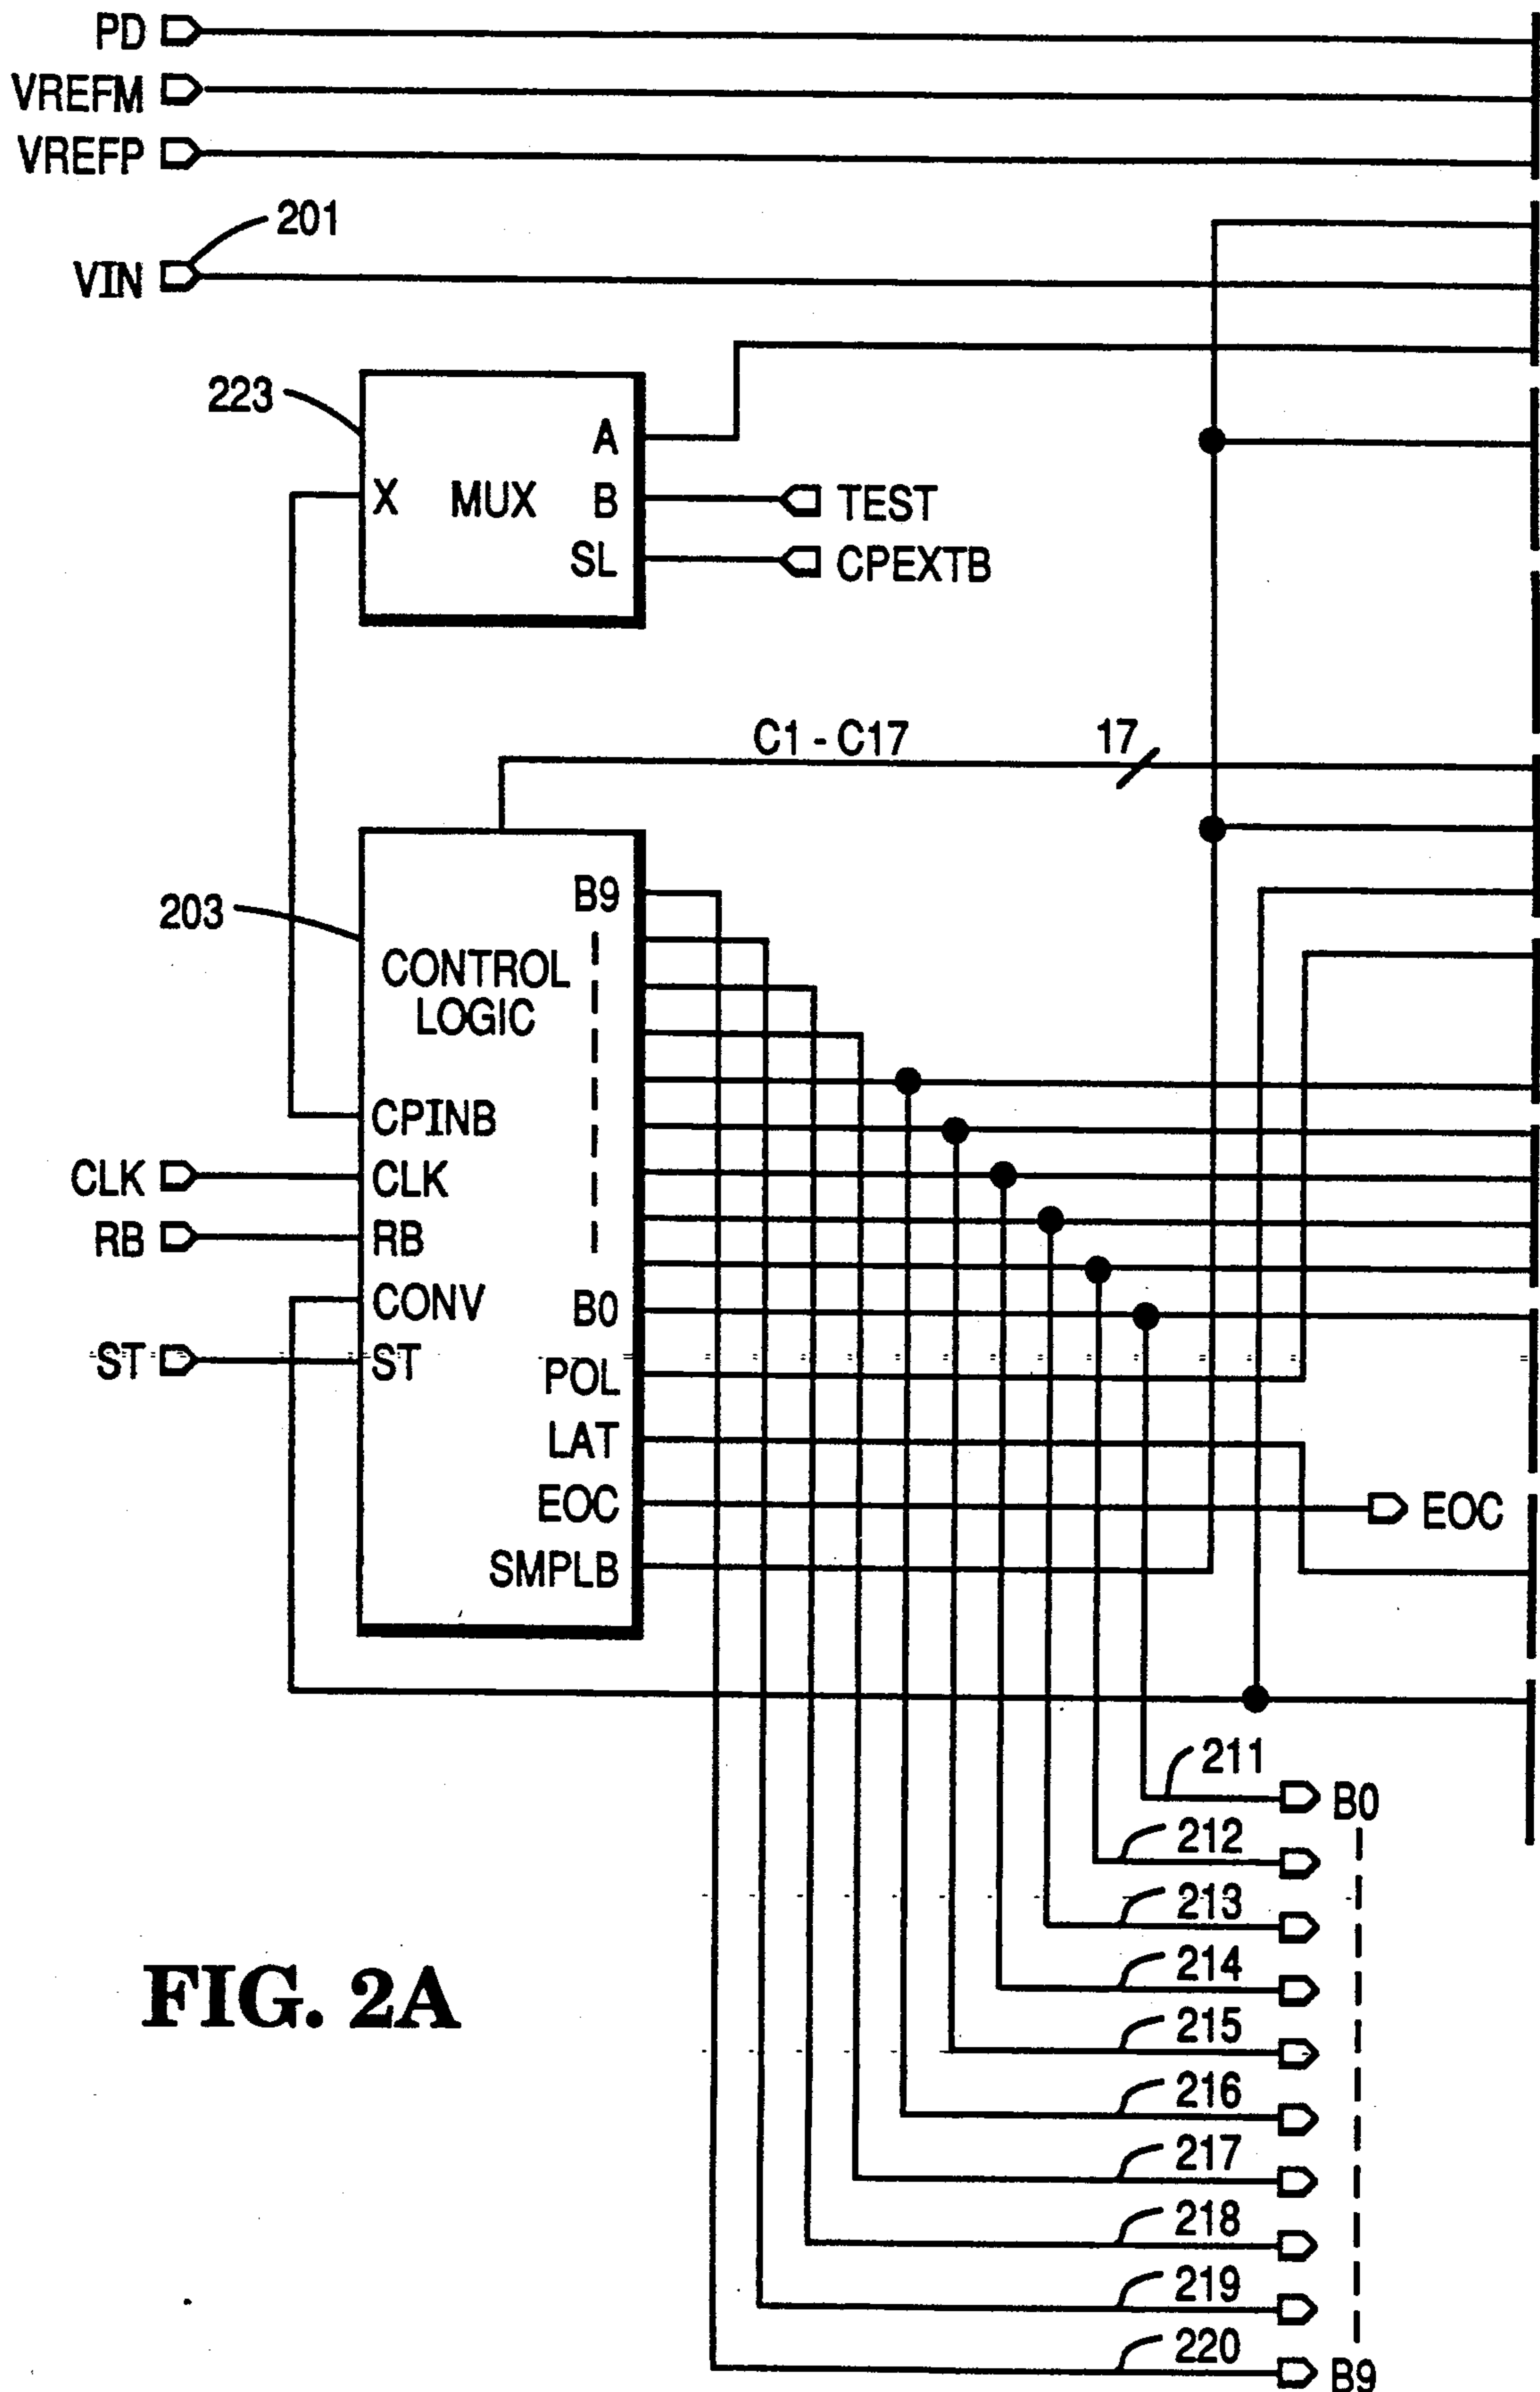 PD
VREFM
VREFP
201
VIN
223
A
X MUX B TEST
SL CPEXTB
C1 - C17 17
B9
203
CONTROL
LOGIC
CPINB
CLK CLK
RB RB
CONV B0
ST ST
POL
LAT
EOC EOC
SMPLB
211
B0
212
213
214
FIG. 2A
215
216
217
218
219
220
B9